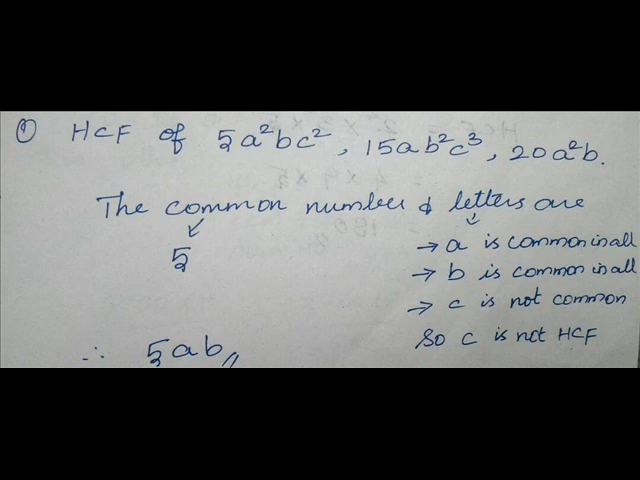 ① HCF of 5a²bc², 15ab²c³, 20a²b.
The common number & letters are
5
→ a is common in all
→ b is common in all
→ c is not common
So c is not HCF
∴ 5ab